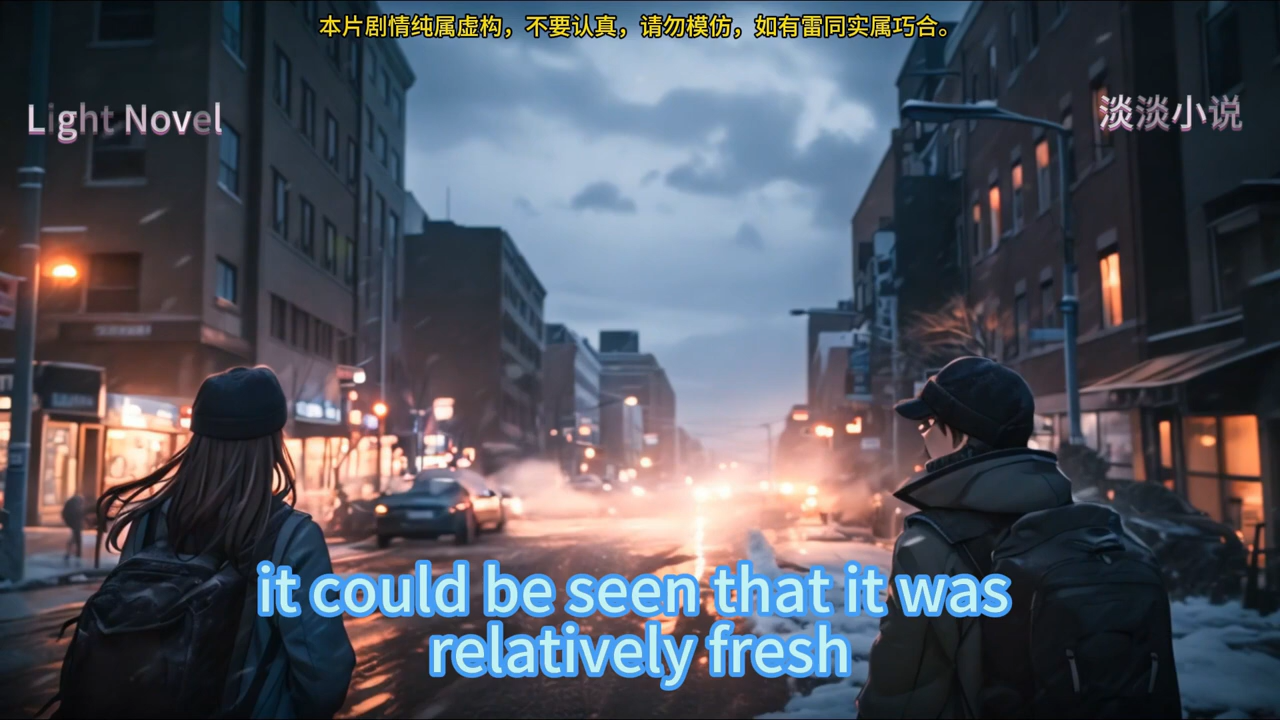 本片剧情纯属虚构，不要认真，请勿模仿，如有雷同实属巧合。
Light Novel
淡淡小说
it could be seen that it was
relatively fresh